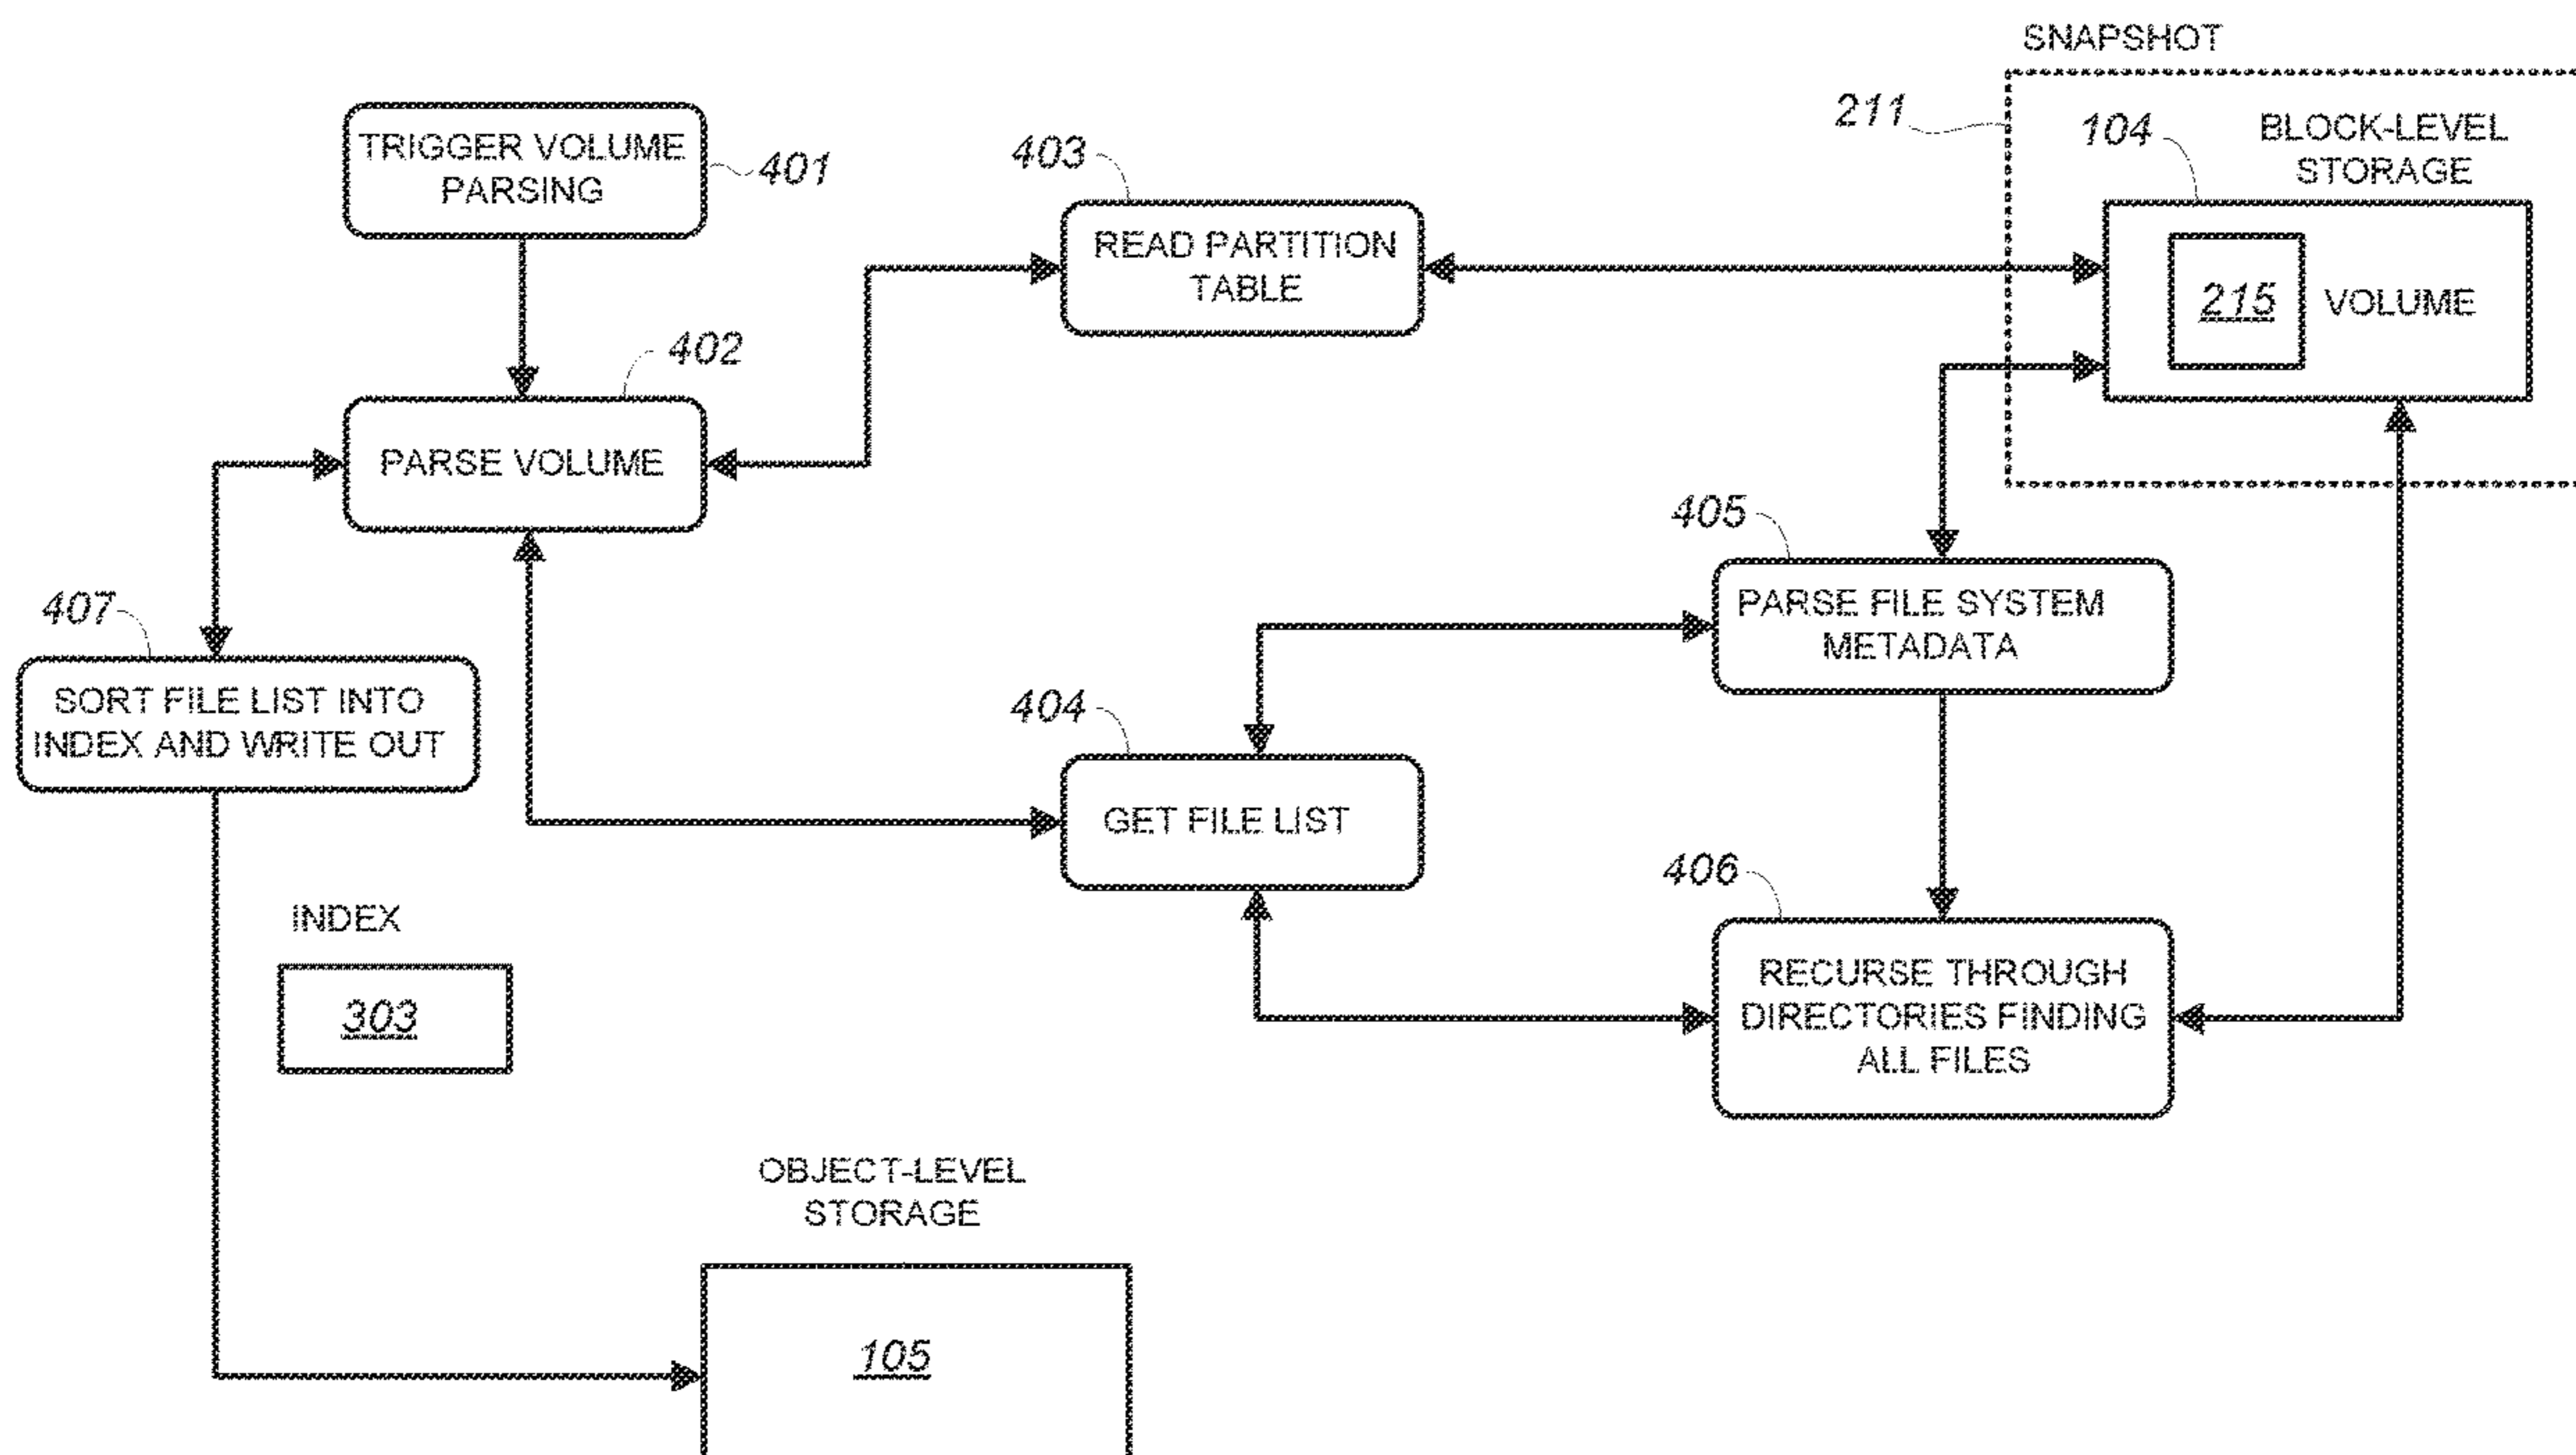 SNAPSHOT
211
104
BLOCK-LEVEL
STORAGE
TRIGGER VOLUME
PARSING
401
403
READ PARTITION
TABLE
215
VOLUME
402
PARSE VOLUME
405
PARSE FILE SYSTEM
METADATA
407
SORT FILE LIST INTO
INDEX AND WRITE OUT
404
GET FILE LIST
406
RECURSE THROUGH
DIRECTORIES FINDING
ALL FILES
INDEX
303
OBJECT-LEVEL
STORAGE
105